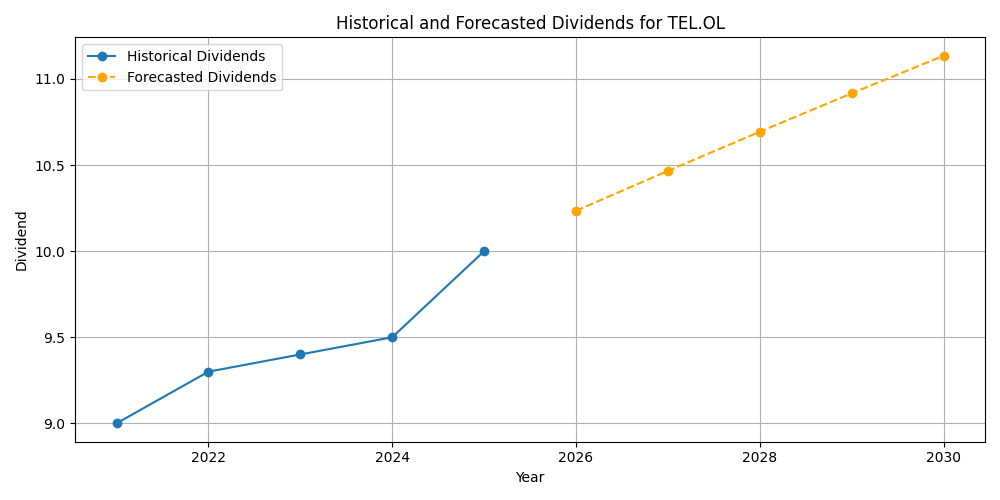 Historical and Forecasted Dividends for TEL.OL
Historical Dividends
Forecasted Dividends
11.0
10.5
10.0
9.5
9.0
Dividend
2022
2024
2026
2028
2030
Year